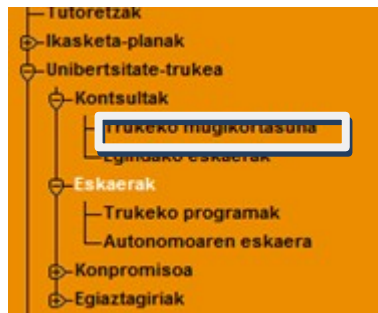 Tutoretzak
Ikasketa-planak
Unibertsitate-trukea
Kontsultak
Trukeko mugikortasuna
Egindako eskaerak
Eskaerak
Trukeko programak
Autonomoaren eskaera
Konpromisoa
Egiaztagiriak